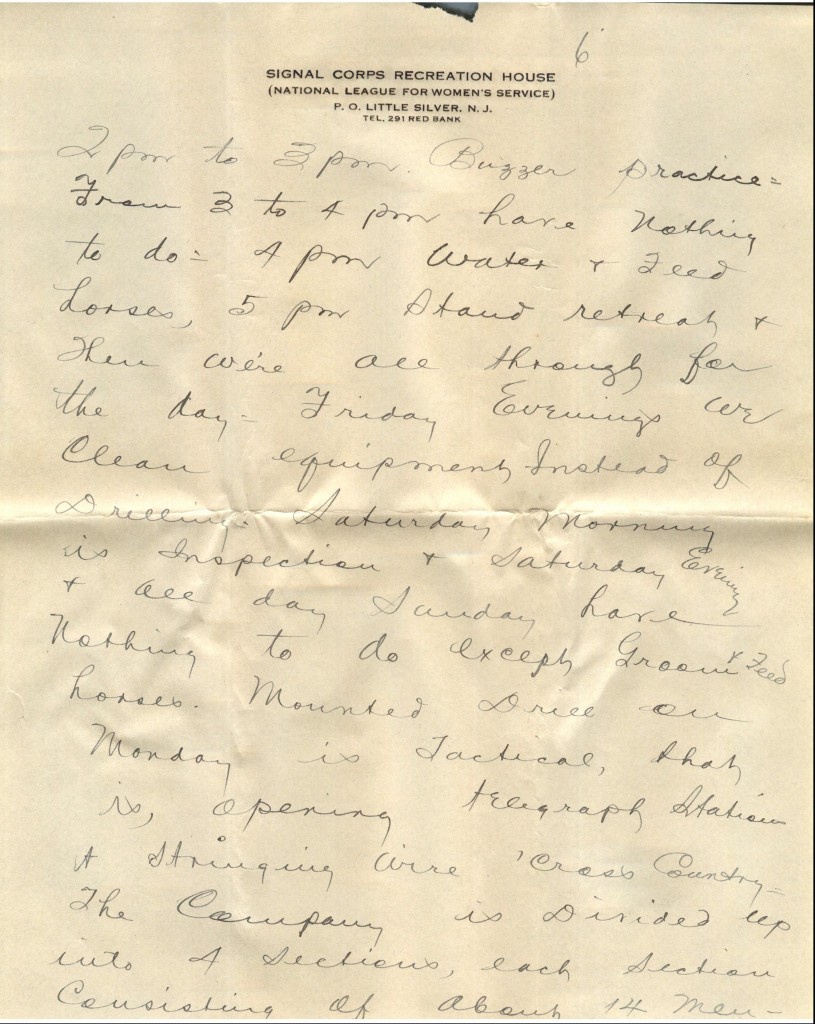 6
SIGNAL CORPS RECREATION HOUSE
(NATIONAL LEAGUE FOR WOMEN'S SERVICE)
P. O. LITTLE SILVER, N. J.
TEL. 291 RED BANK
2 pm to 3 pm. Buzzer practice=
From 3 to 4 pm have Nothing
to do= 4 pm Water + Feed
horses, 5 pm Stand retreat +
Then we're all through for
the day= Friday Evenings we
Clean equipment Instead of
Drilling. Saturday Morning
is Inspection + Saturday Evening
+ all day Sunday have
Nothing to do except Groom + Feed
horses. Mounted Drill on
Monday is Tactical, that
is, opening telegraph Stations
+ Stringing Wire 'Cross Country=
The Company is Divided up
into 4 Sections, each Section
Consisting of about 14 Men-